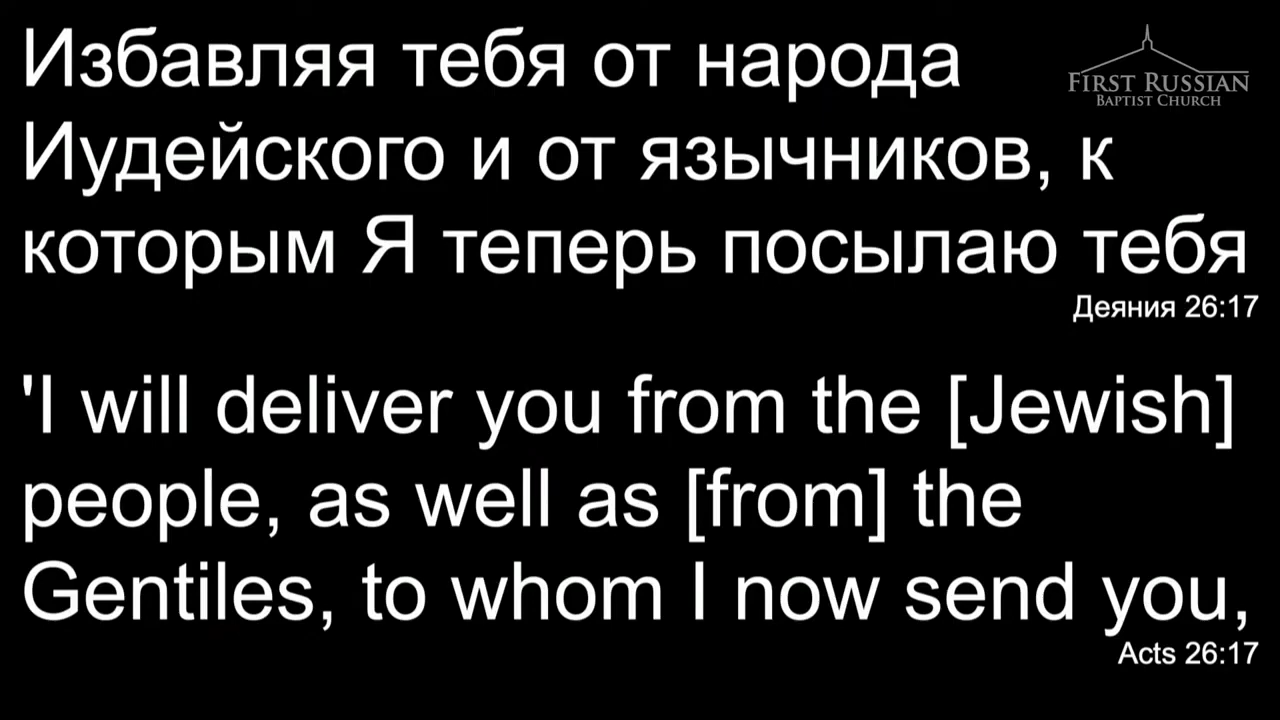 Избавляя тебя от народа
FIRST RUSSIAN
BAPTIST CHURCH
Иудейского и от язычников, к
которым Я теперь посылаю тебя
Деяния 26:17
'I will deliver you from the [Jewish]
people, as well as [from] the
Gentiles, to whom I now send you,
Acts 26:17